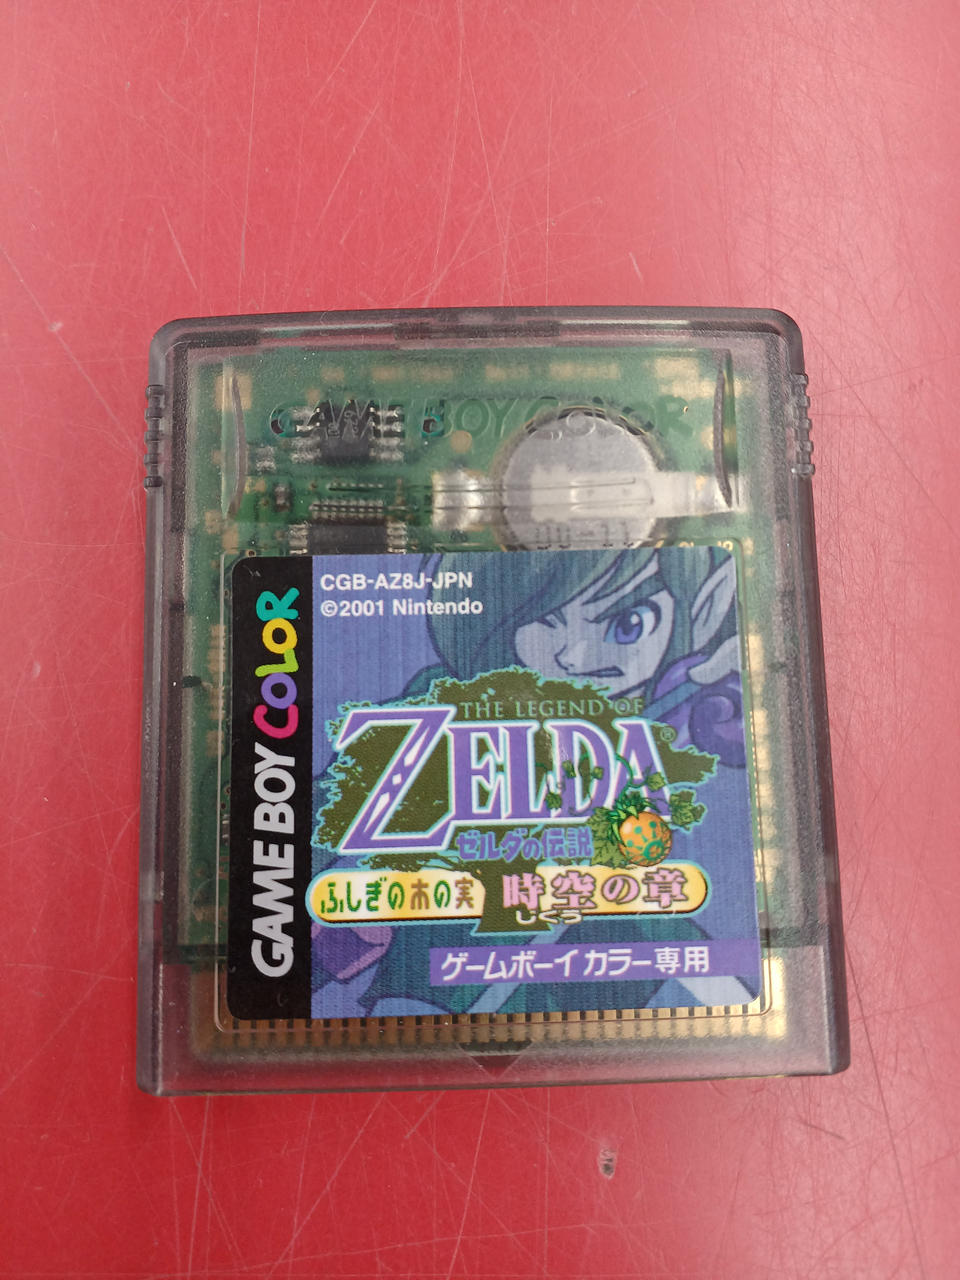 GAME BOY COLOR
CGB-AZ8J-JPN
©2001 Nintendo
GAME BOY COLOR
THE LEGEND OF
ZELDA®
ゼルダの伝説
ふしぎの木の実 時空の章
じくう
ゲームボーイカラー専用